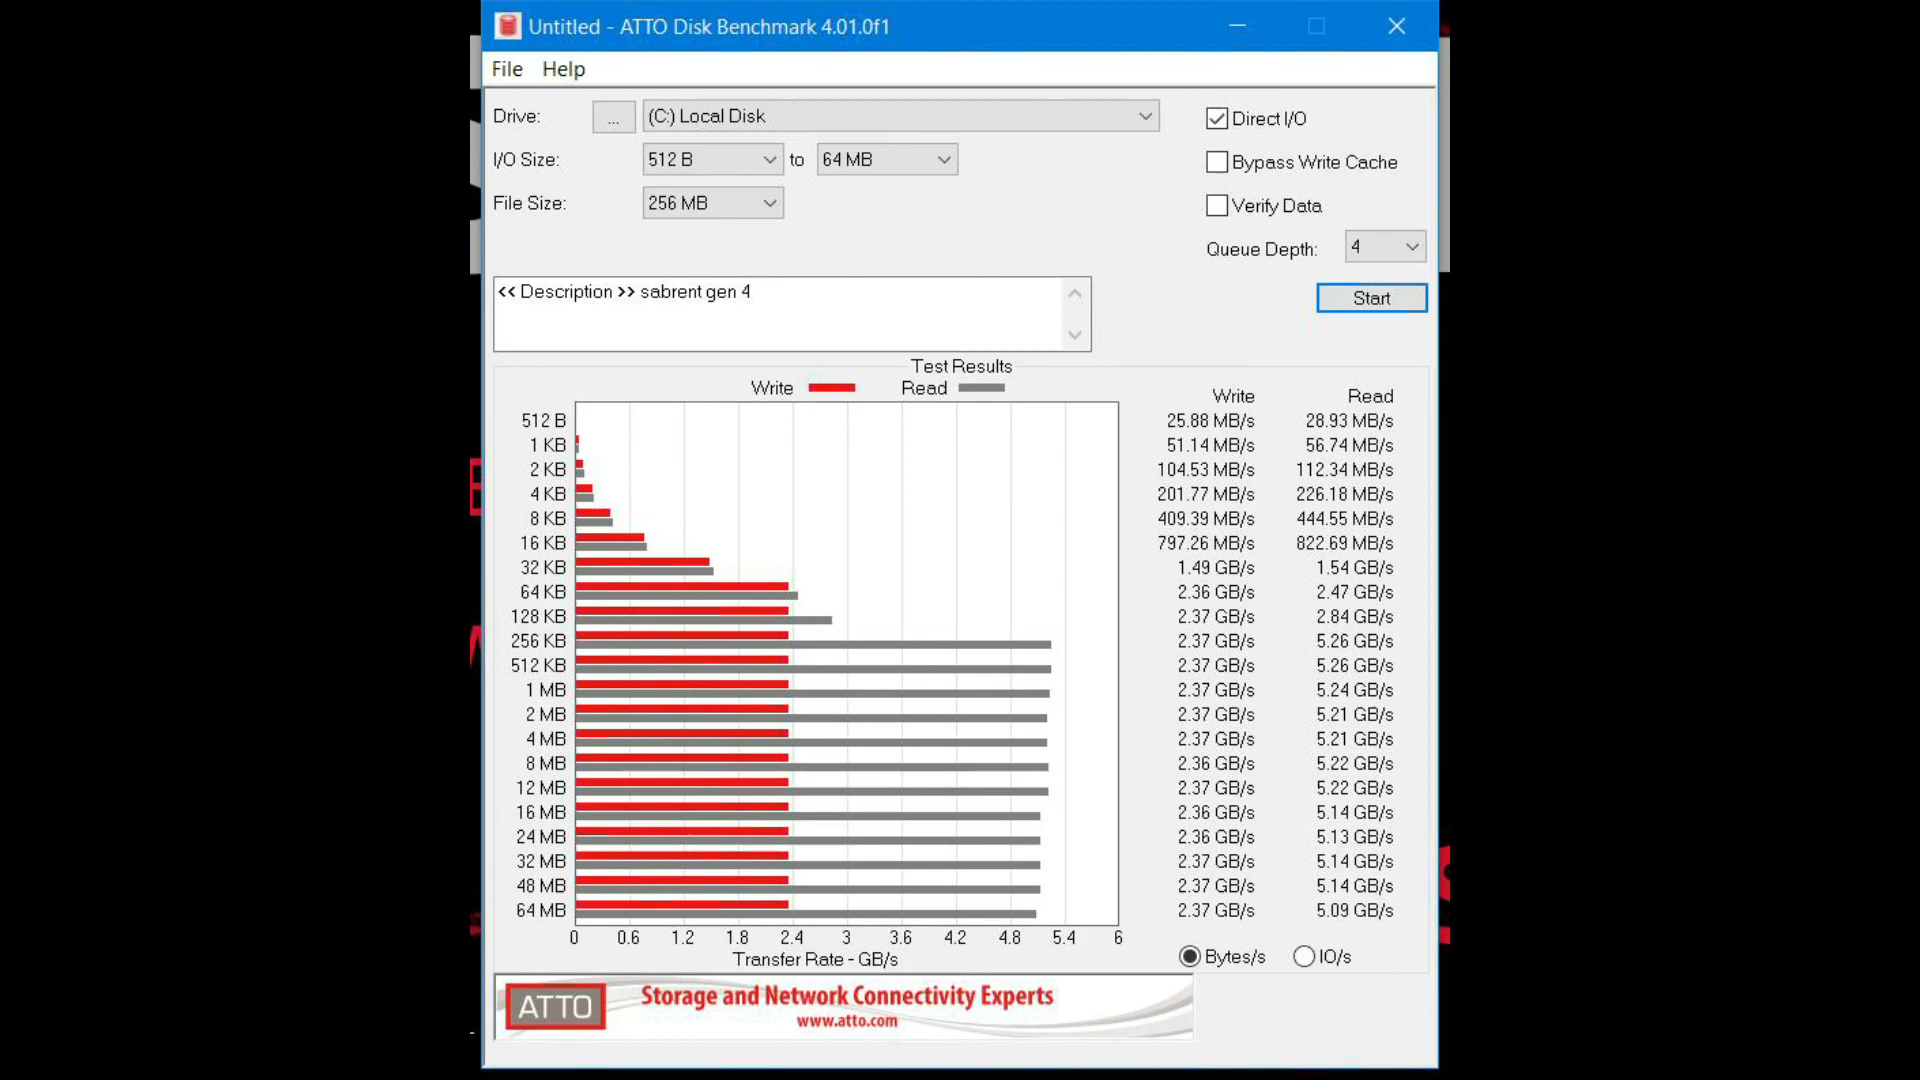 Untitled - ATTO Disk Benchmark 4.01.0f1
File Help
Drive: ... (C:) Local Disk
Direct I/O
I/O Size: 512 B to 64 MB
Bypass Write Cache
File Size: 256 MB
Verify Data
Queue Depth: 4
<< Description >> sabrent gen 4
Start
Test Results
Write Read
Write Read
512 B 25.88 MB/s 28.93 MB/s
1 KB 51.14 MB/s 56.74 MB/s
2 KB 104.53 MB/s 112.34 MB/s
4 KB 201.77 MB/s 226.18 MB/s
8 KB 409.39 MB/s 444.55 MB/s
16 KB 797.26 MB/s 822.69 MB/s
32 KB 1.49 GB/s 1.54 GB/s
64 KB 2.36 GB/s 2.47 GB/s
128 KB 2.37 GB/s 2.84 GB/s
256 KB 2.37 GB/s 5.26 GB/s
512 KB 2.37 GB/s 5.26 GB/s
1 MB 2.37 GB/s 5.24 GB/s
2 MB 2.37 GB/s 5.21 GB/s
4 MB 2.37 GB/s 5.21 GB/s
8 MB 2.36 GB/s 5.22 GB/s
12 MB 2.37 GB/s 5.22 GB/s
16 MB 2.36 GB/s 5.14 GB/s
24 MB 2.36 GB/s 5.13 GB/s
32 MB 2.37 GB/s 5.14 GB/s
48 MB 2.37 GB/s 5.14 GB/s
64 MB 2.37 GB/s 5.09 GB/s
0 0.6 1.2 1.8 2.4 3 3.6 4.2 4.8 5.4 6
Transfer Rate - GB/s
Bytes/s IO/s
ATTO
Storage and Network Connectivity Experts
www.atto.com